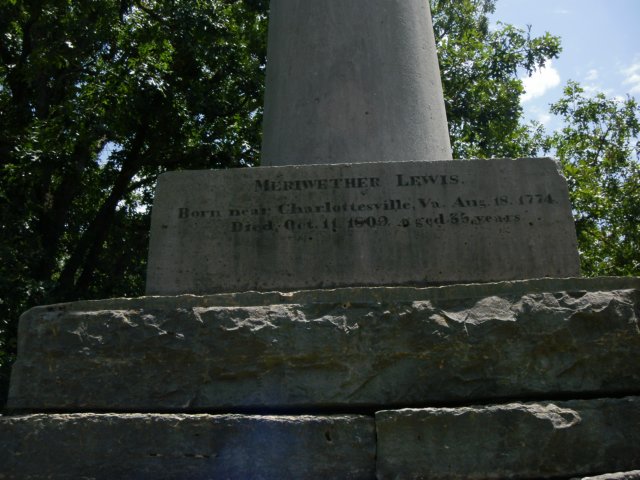 MERIWETHER LEWIS.
Born near Charlottesville, Va. Aug. 18, 1774.
Died, Oct. 11, 1809. aged 35, years